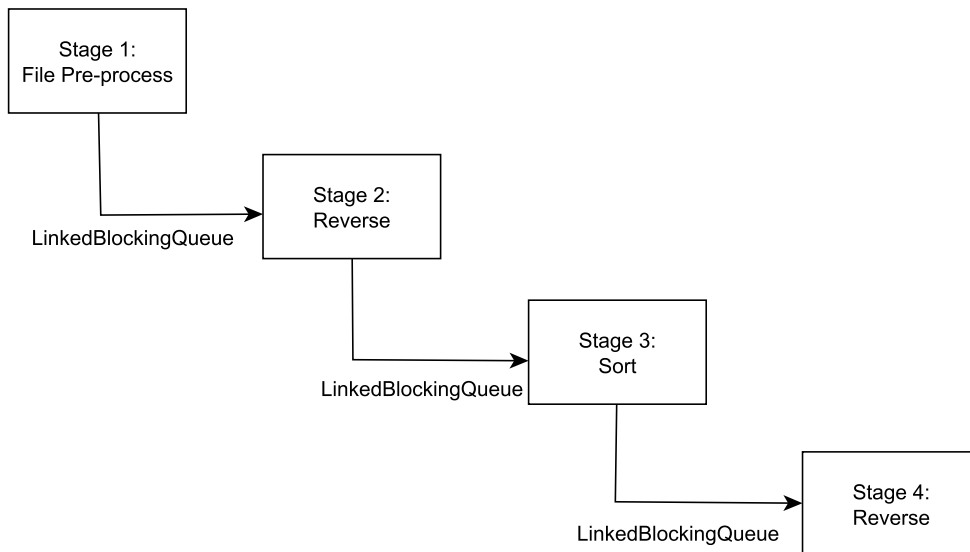 Stage 1:
File Pre-process
LinkedBlockingQueue
Stage 2:
Reverse
LinkedBlockingQueue
Stage 3:
Sort
LinkedBlockingQueue
Stage 4:
Reverse